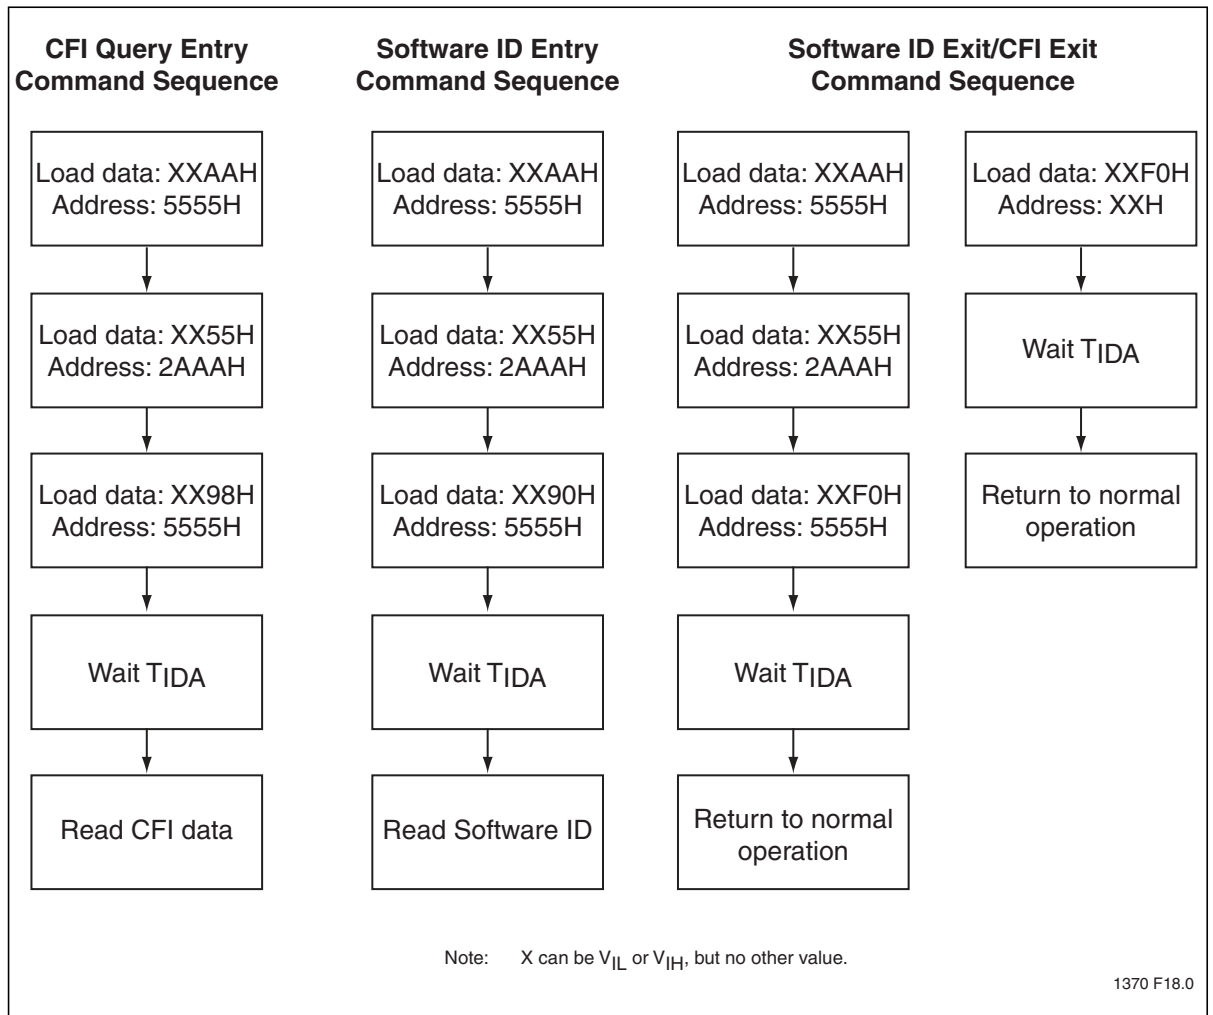 CFI Query Entry
Command Sequence
Load data: XXAAH
Address: 5555H
Load data: XX55H
Address: 2AAAH
Load data: XX98H
Address: 5555H
Wait TIDA
Read CFI data
Software ID Entry
Command Sequence
Load data: XXAAH
Address: 5555H
Load data: XX55H
Address: 2AAAH
Load data: XX90H
Address: 5555H
Wait TIDA
Read Software ID
Software ID Exit/CFI Exit
Command Sequence
Load data: XXAAH
Address: 5555H
Load data: XX55H
Address: 2AAAH
Load data: XXF0H
Address: 5555H
Wait TIDA
Return to normal
operation
Load data: XXF0H
Address: XXH
Wait TIDA
Return to normal
operation
Note: X can be VIL or VIH, but no other value.
1370 F18.0